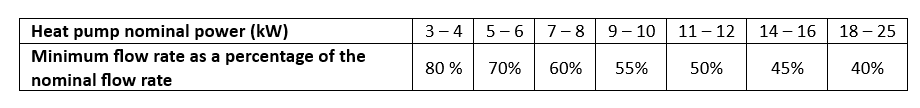 Heat pump nominal power (kW) 3 – 4 5 – 6 7 – 8 9 – 10 11 – 12 14 – 16 18 – 25
Minimum flow rate as a percentage of the
nominal flow rate 80 % 70% 60% 55% 50% 45% 40%